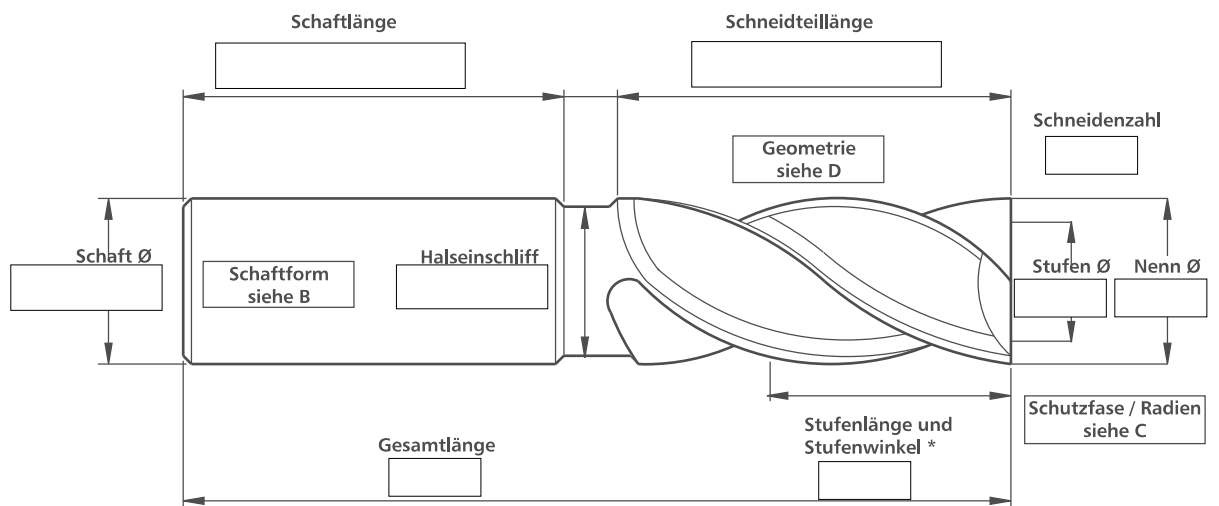 Schaftlänge
Schneidteillänge
Schneidenzahl
Geometrie
siehe D
Schaft Ø
Schaftform
siehe B
Halseinschliff
Stufen Ø
Nenn Ø
Schutzfase / Radien
siehe C
Stufenlänge und
Stufenwinkel *
Gesamtlänge